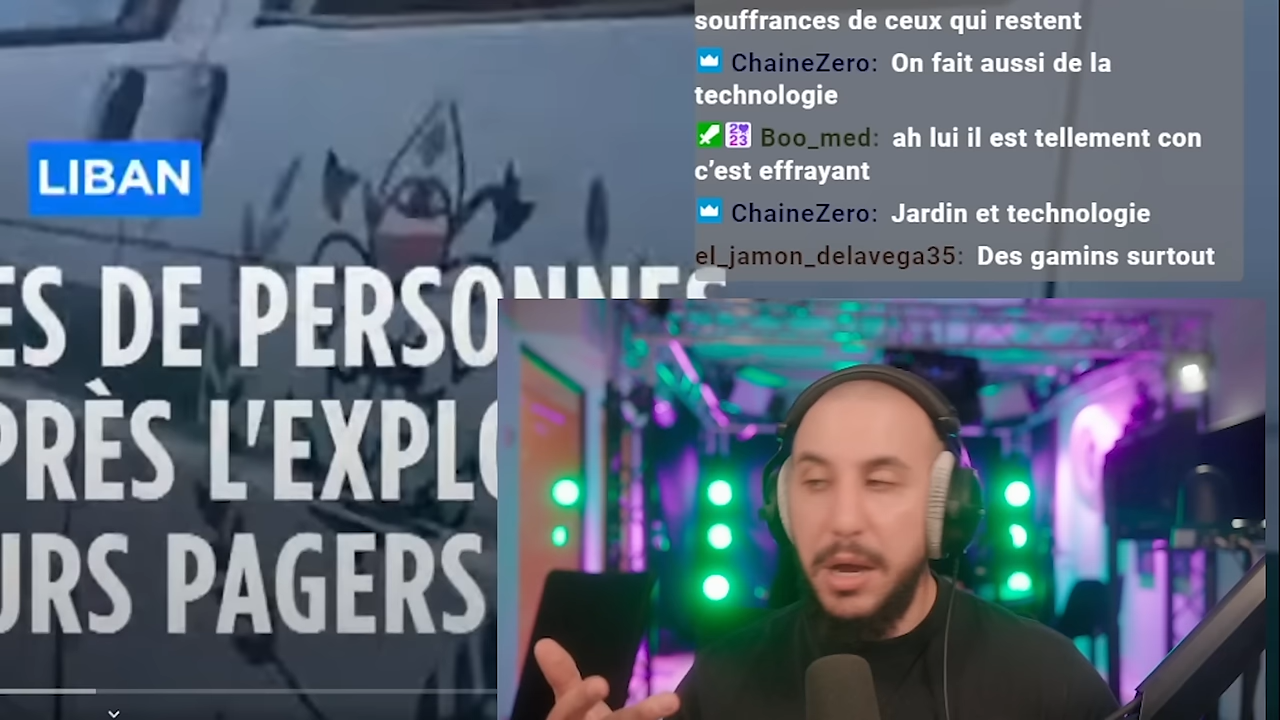 souffrances de ceux qui restent
ChaineZero: On fait aussi de la
technologie
Boo_med: ah lui il est tellement con
c'est effrayant
ChaineZero: Jardin et technologie
el_jamon_delavega35: Des gamins surtout
LIBAN
ES DE PERSONNES
PRÈS L'EXPLO
URS PAGERS